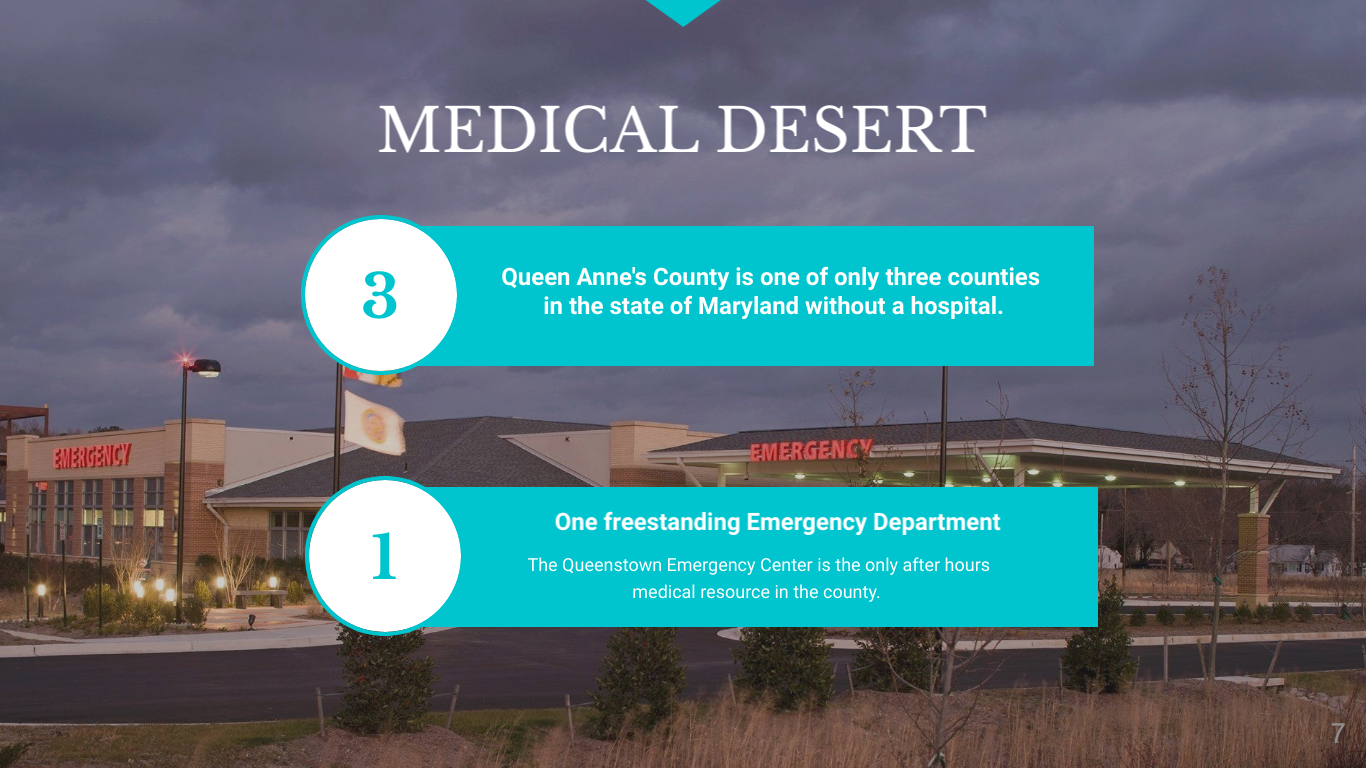 MEDICAL DESERT
3
Queen Anne's County is one of only three counties
in the state of Maryland without a hospital.
EMERGENCY
EMERGENCY
1
One freestanding Emergency Department
The Queenstown Emergency Center is the only after hours
medical resource in the county.
7